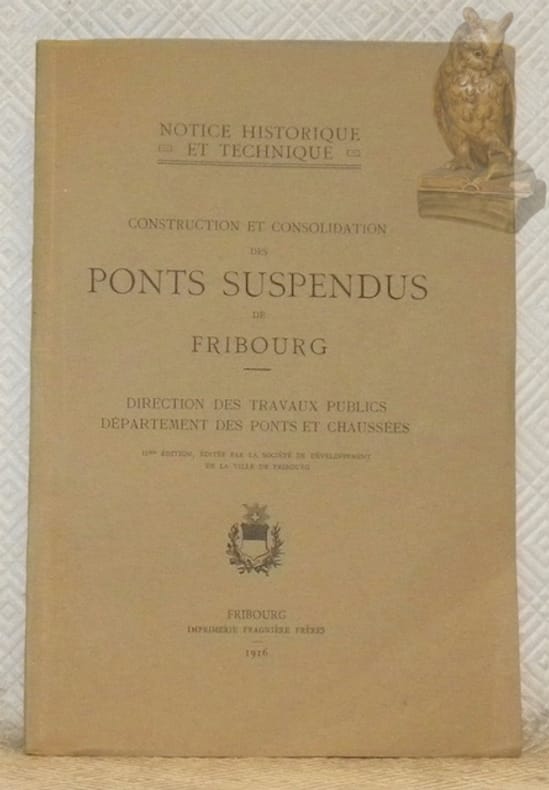 NOTICE HISTORIQUE
ET TECHNIQUE
CONSTRUCTION ET CONSOLIDATION
DES
PONTS SUSPENDUS
DE
FRIBOURG
DIRECTION DES TRAVAUX PUBLICS
DÉPARTEMENT DES PONTS ET CHAUSSÉES
IIme ÉDITION, ÉDITÉE PAR LA SOCIÉTÉ DE DÉVELOPPEMENT
DE LA VILLE DE FRIBOURG
FRIBOURG
IMPRIMERIE FRAGNIÈRE FRÈRES
1916